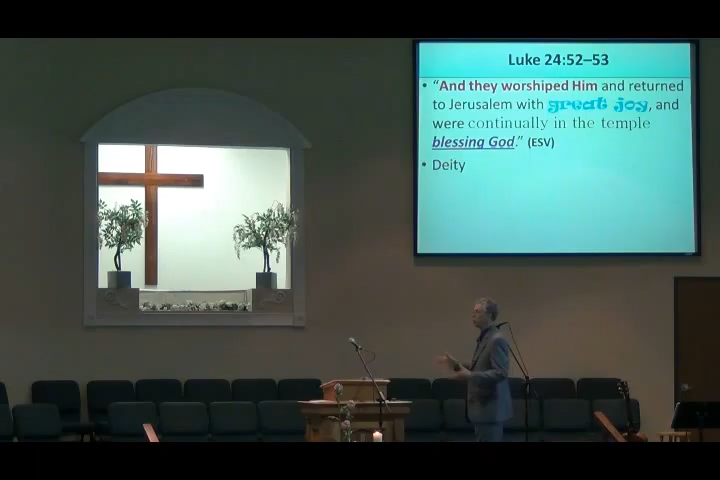 Luke 24:52–53
• “And they worshiped Him and returned
to Jerusalem with great joy, and
were continually in the temple
blessing God.” (ESV)
• Deity